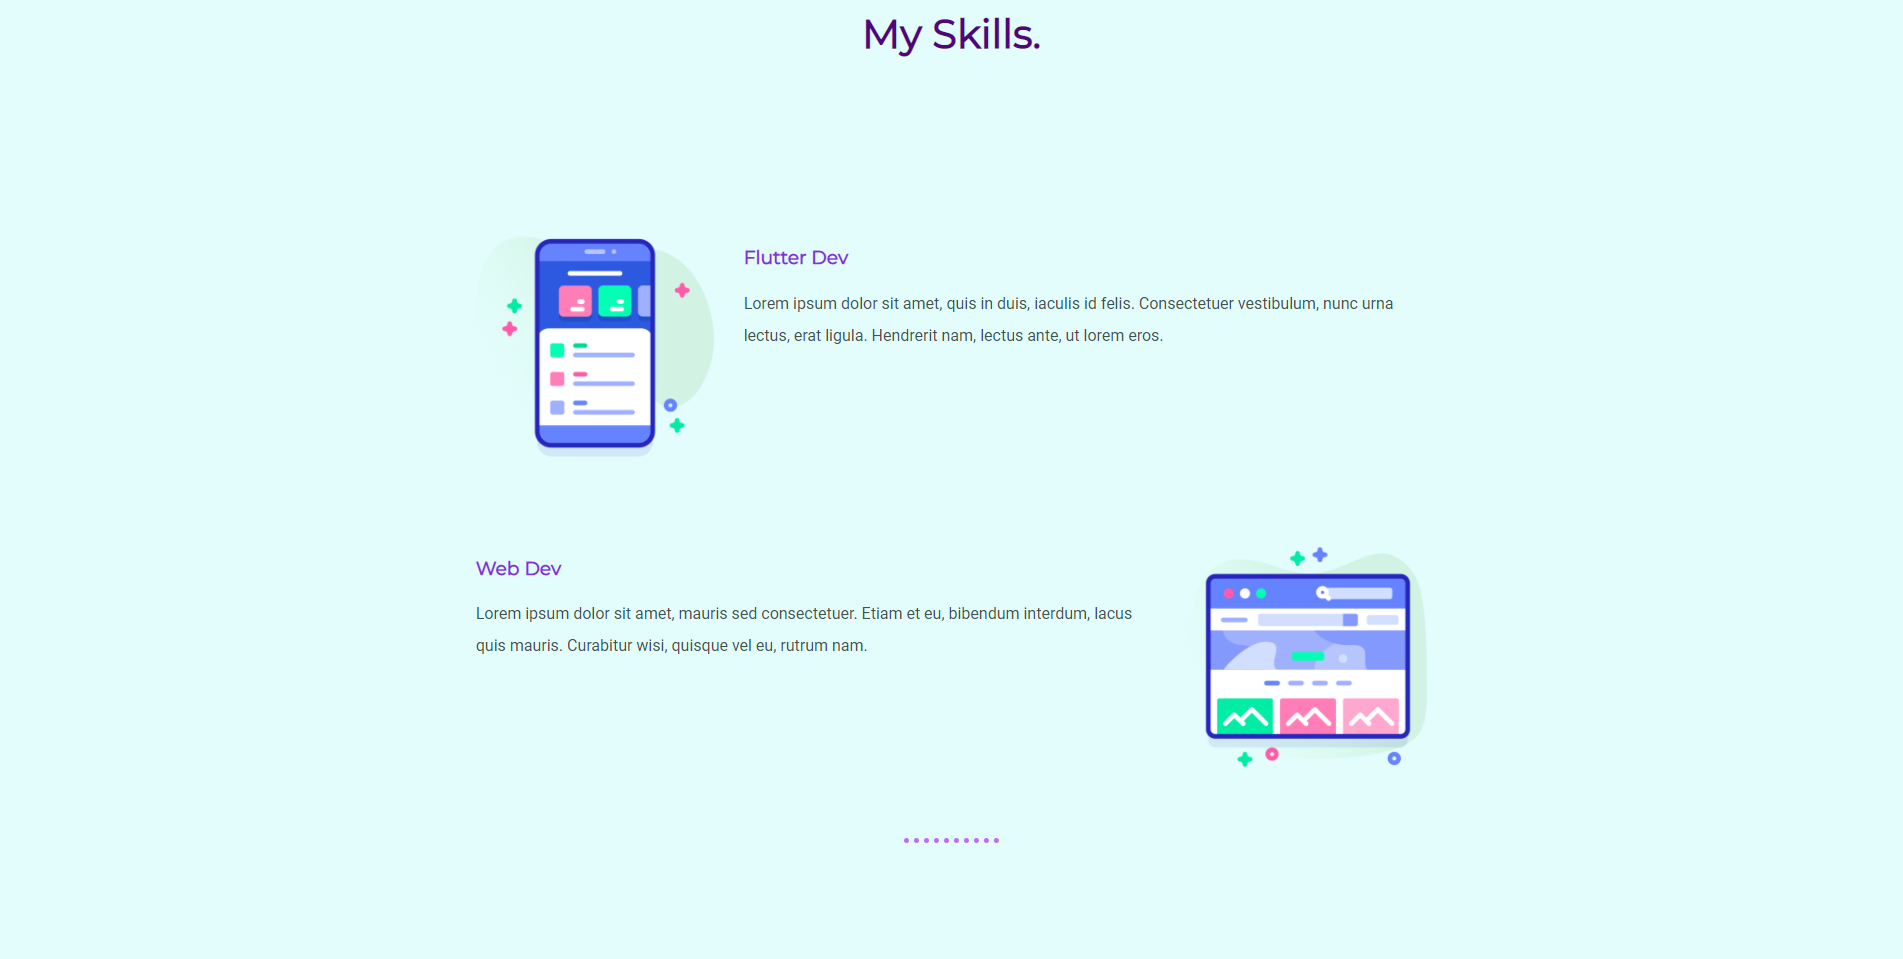 My Skills.
Flutter Dev
Lorem ipsum dolor sit amet, quis in duis, iaculis id felis. Consectetuer vestibulum, nunc urna
lectus, erat ligula. Hendrerit nam, lectus ante, ut lorem eros.
Web Dev
Lorem ipsum dolor sit amet, mauris sed consectetuer. Etiam et eu, bibendum interdum, lacus
quis mauris. Curabitur wisi, quisque vel eu, rutrum nam.